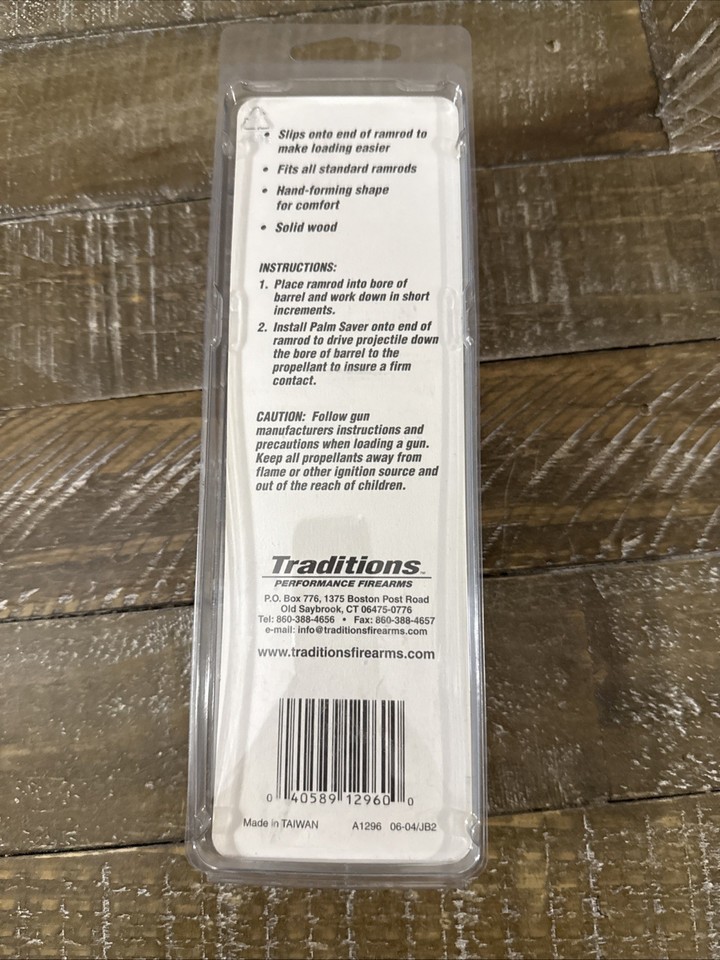 • Slips onto end of ramrod to
make loading easier
• Fits all standard ramrods
• Hand-forming shape
for comfort
• Solid wood
INSTRUCTIONS:
1. Place ramrod into bore of
barrel and work down in short
increments.
2. Install Palm Saver onto end of
ramrod to drive projectile down
the bore of barrel to the
propellant to insure a firm
contact.
CAUTION: Follow gun
manufacturers instructions and
precautions when loading a gun.
Keep all propellants away from
flame or other ignition source and
out of the reach of children.
Traditions™
PERFORMANCE FIREARMS
P.O. Box 776, 1375 Boston Post Road
Old Saybrook, CT 06475-0776
Tel: 860-388-4656 • Fax: 860-388-4657
e-mail: info@traditionsfirearms.com
www.traditionsfirearms.com
0 40589 12960 0
Made in TAIWAN A1296 06-04/JB2